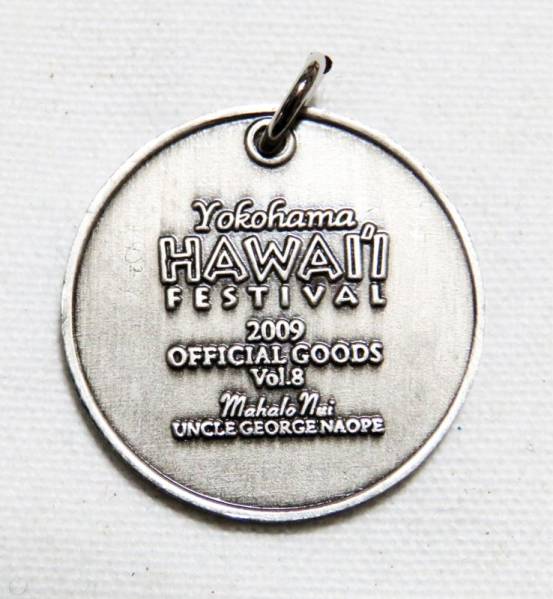 Yokohama
HAWAI'I
FESTIVAL
2009
OFFICIAL GOODS
Vol.8
Mahalo Nui
UNCLE GEORGE NAOPE